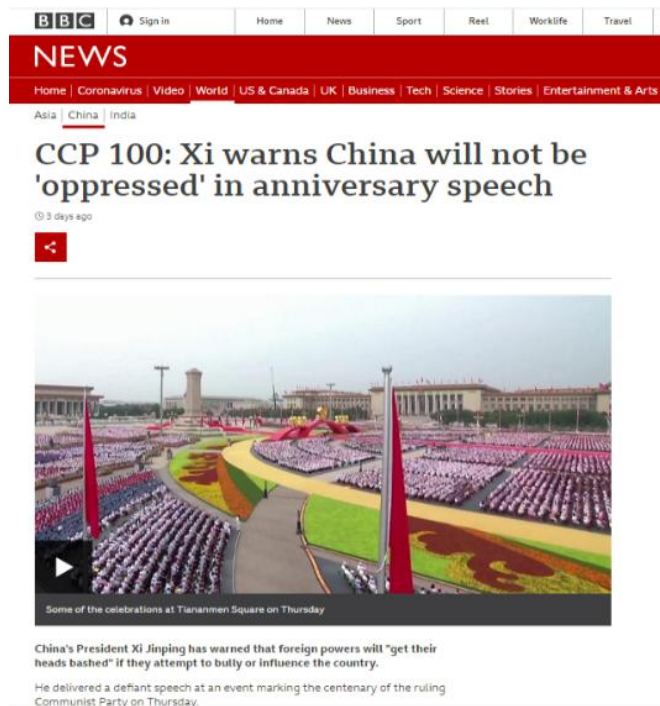 BBC Sign in Home News Sport Reel Worklife Travel
NEWS
Home Coronavirus Video World US & Canada UK Business Tech Science Stories Entertainment & Arts
Asia China India
CCP 100: Xi warns China will not be
'oppressed' in anniversary speech
3 days ago
Some of the celebrations at Tiananmen Square on Thursday
China's President Xi Jinping has warned that foreign powers will "get their
heads bashed" if they attempt to bully or influence the country.
He delivered a defiant speech at an event marking the centenary of the ruling
Communist Party on Thursday.